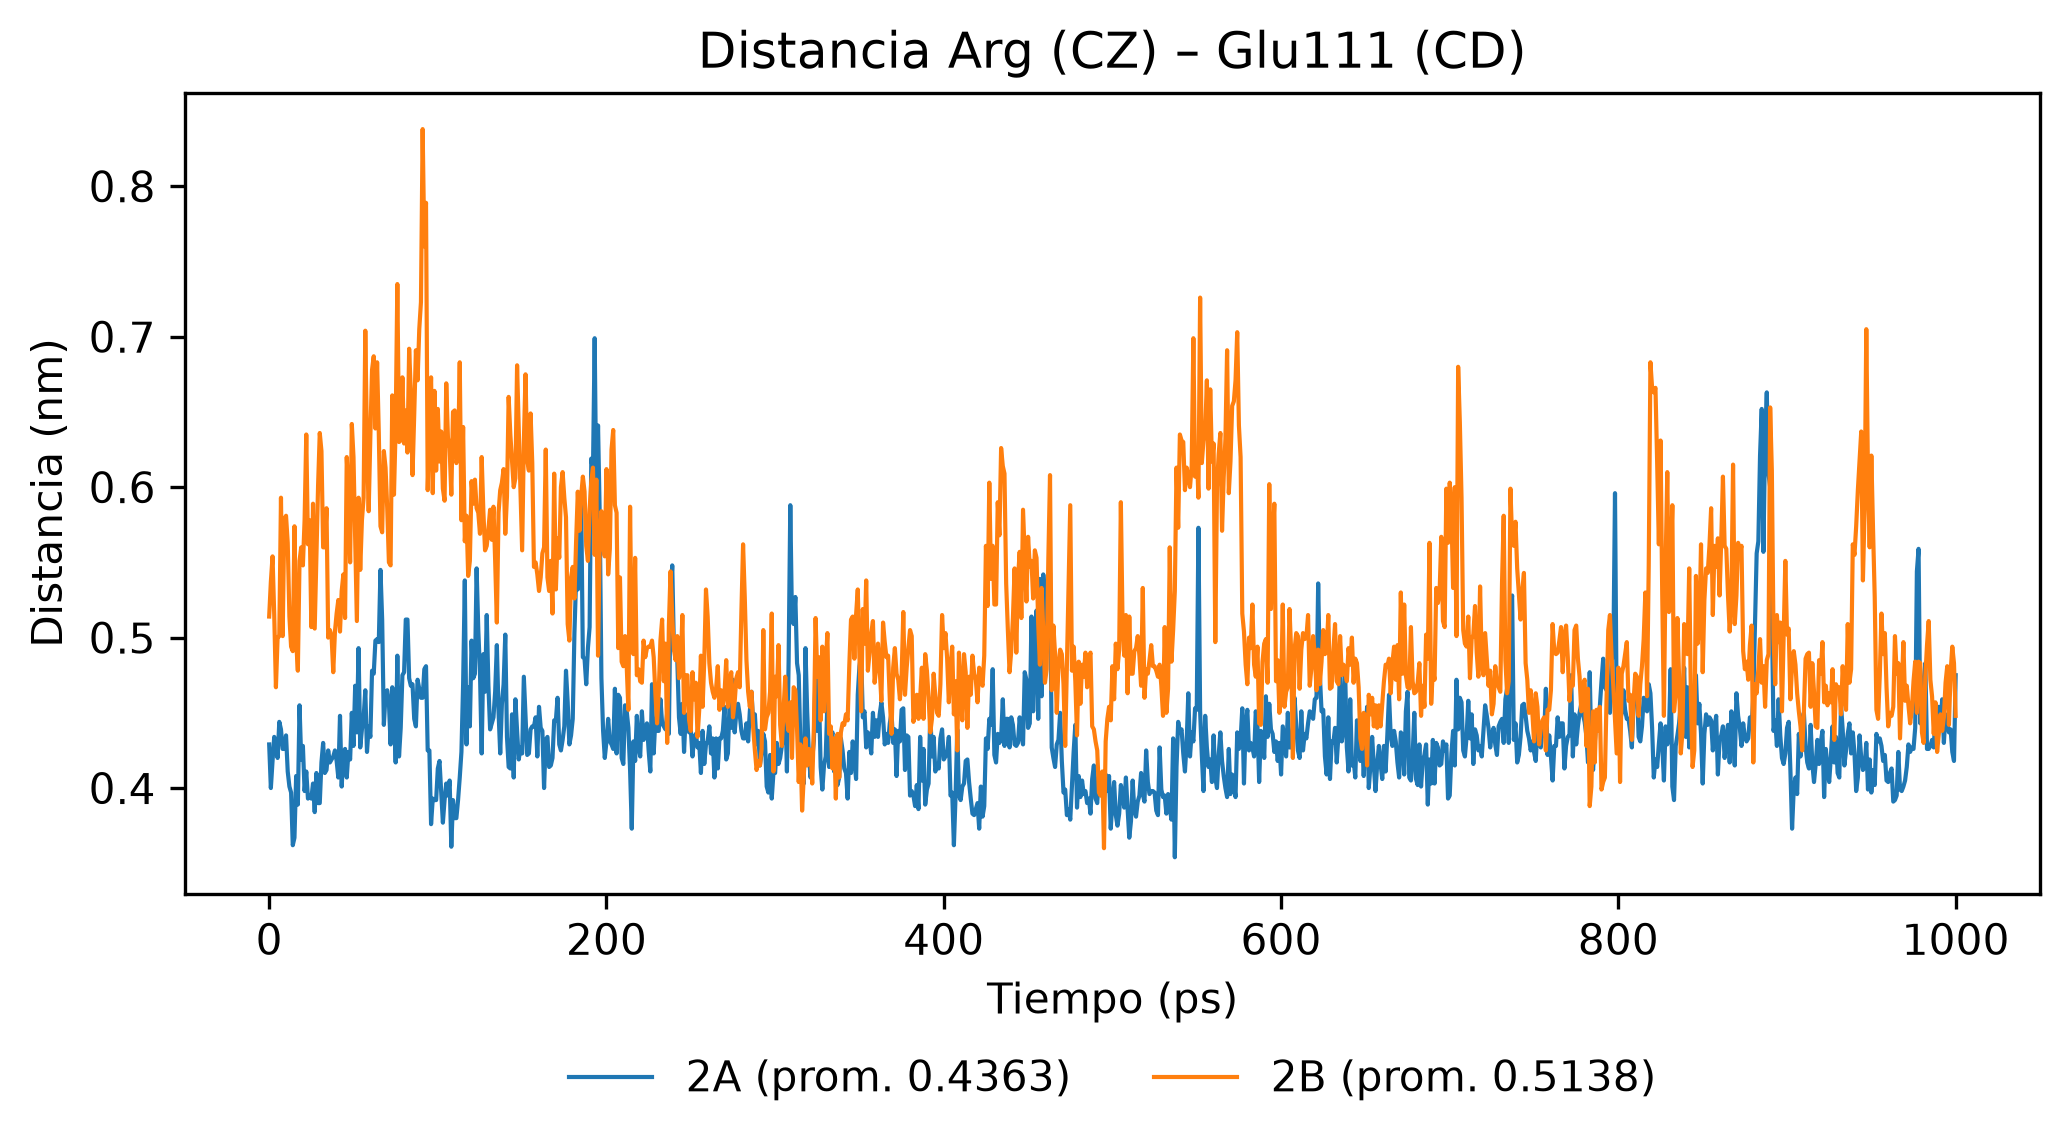 Distancia Arg (CZ) – Glu111 (CD)
Distancia (nm)
0.8
0.7
0.6
0.5
0.4
0 200 400 600 800 1000
Tiempo (ps)
2A (prom. 0.4363) 2B (prom. 0.5138)